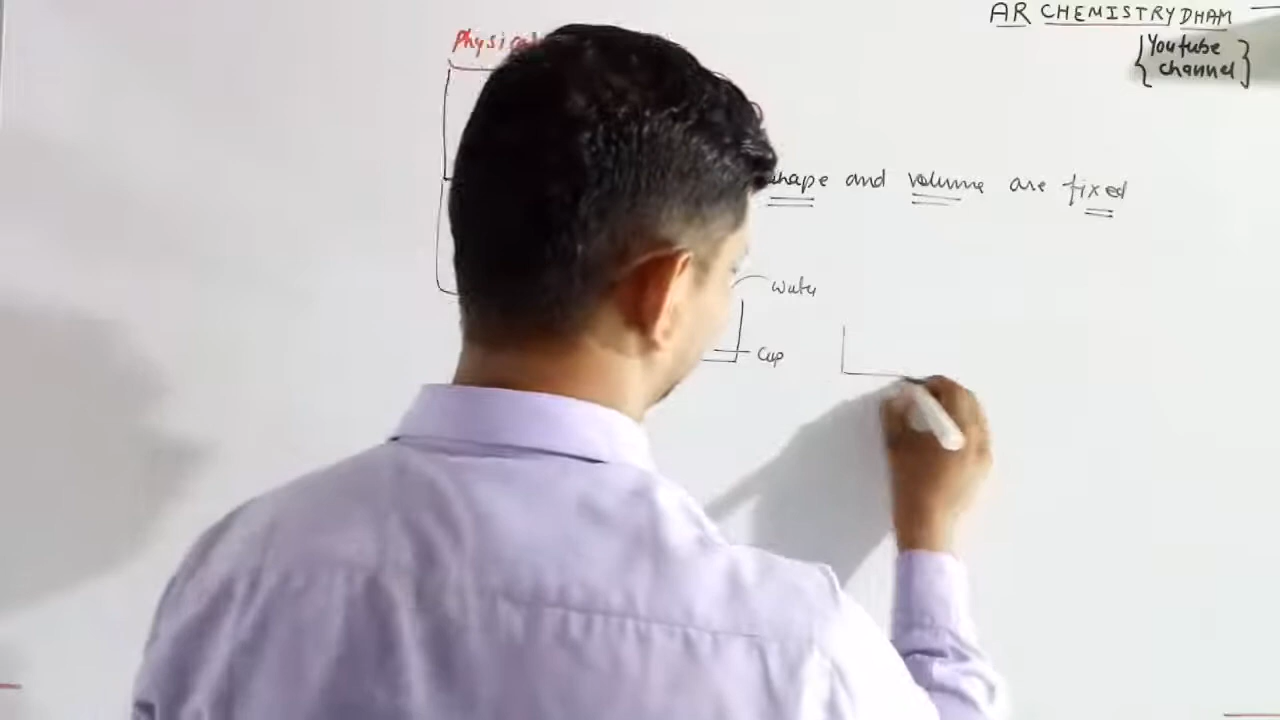 AR CHEMISTRY DHAM
{Youtube
channel}
Physical
shape and volume are fixed
Water
Cup